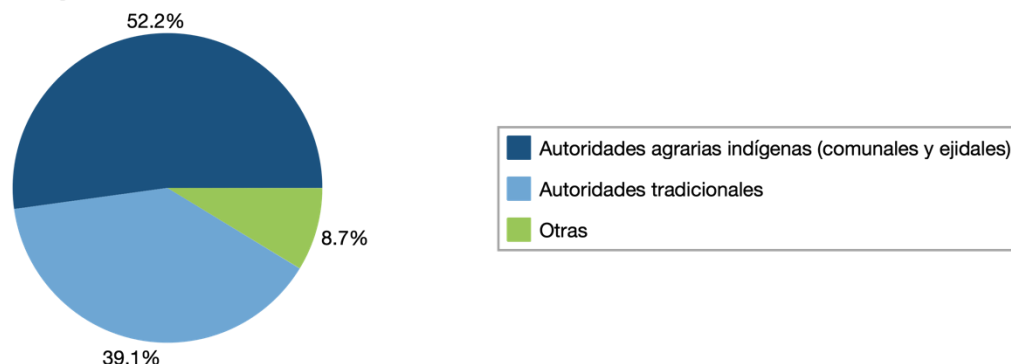 52.2%
Autoridades agrarias indígenas (comunales y ejidales)
Autoridades tradicionales
Otras
8.7%
39.1%